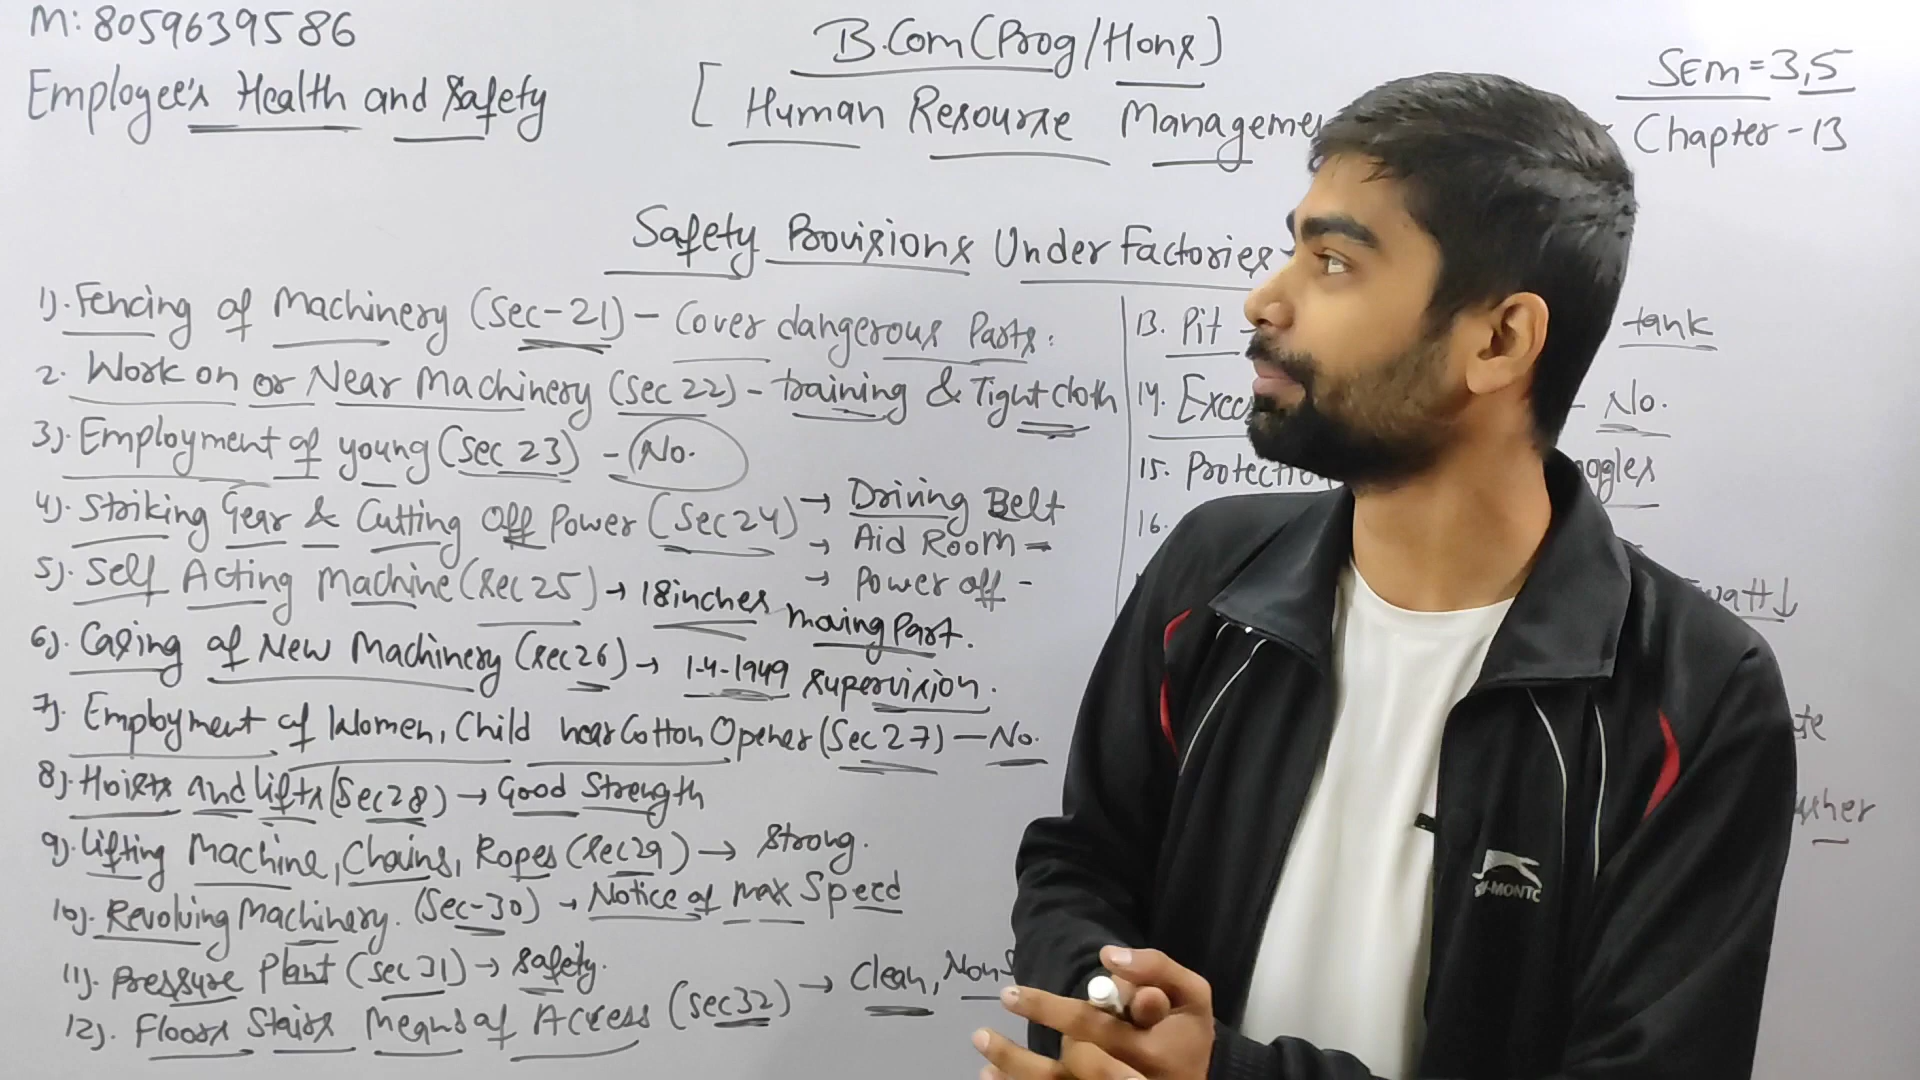 M: 8059639586
Employee's Health and Safety
B.Com (Prog/Hons)
[Human Resourse
SEM = 3,5
Chapter - 13
Safety Provisions Under Factories
1). Fencing of Machinery (Sec-21) - Cover dangerous Parts.
2. Work on or Near Machinery (Sec 22) - training & Tight cloth
3). Employment of young (Sec 23) - No.
4). Striking Gear & Cutting Off Power (Sec 24) → Driving Belt
→ Aid Room -
→ Power off -
5). Self Acting Machine (Sec 25) → 18 inches moving Part.
6). Casing of New Machinery (Sec 26) → 1-4-1949 supervision.
7). Employment of Women, Child near Cotton Opener (Sec 27) - No.
8). Hoists and lifts (Sec 28) → Good Strength
9). Lifting Machine, Chains, Ropes (Sec 29) → Strong.
10). Revolving Machinery. (Sec-30) → Notice of max Speed
11). Pressure Plant (Sec 31) → Safety.
12). Floors Stairs Means of Access (Sec 32) → Clean,
13. Pit
tank
14.
- No.
15.
16.